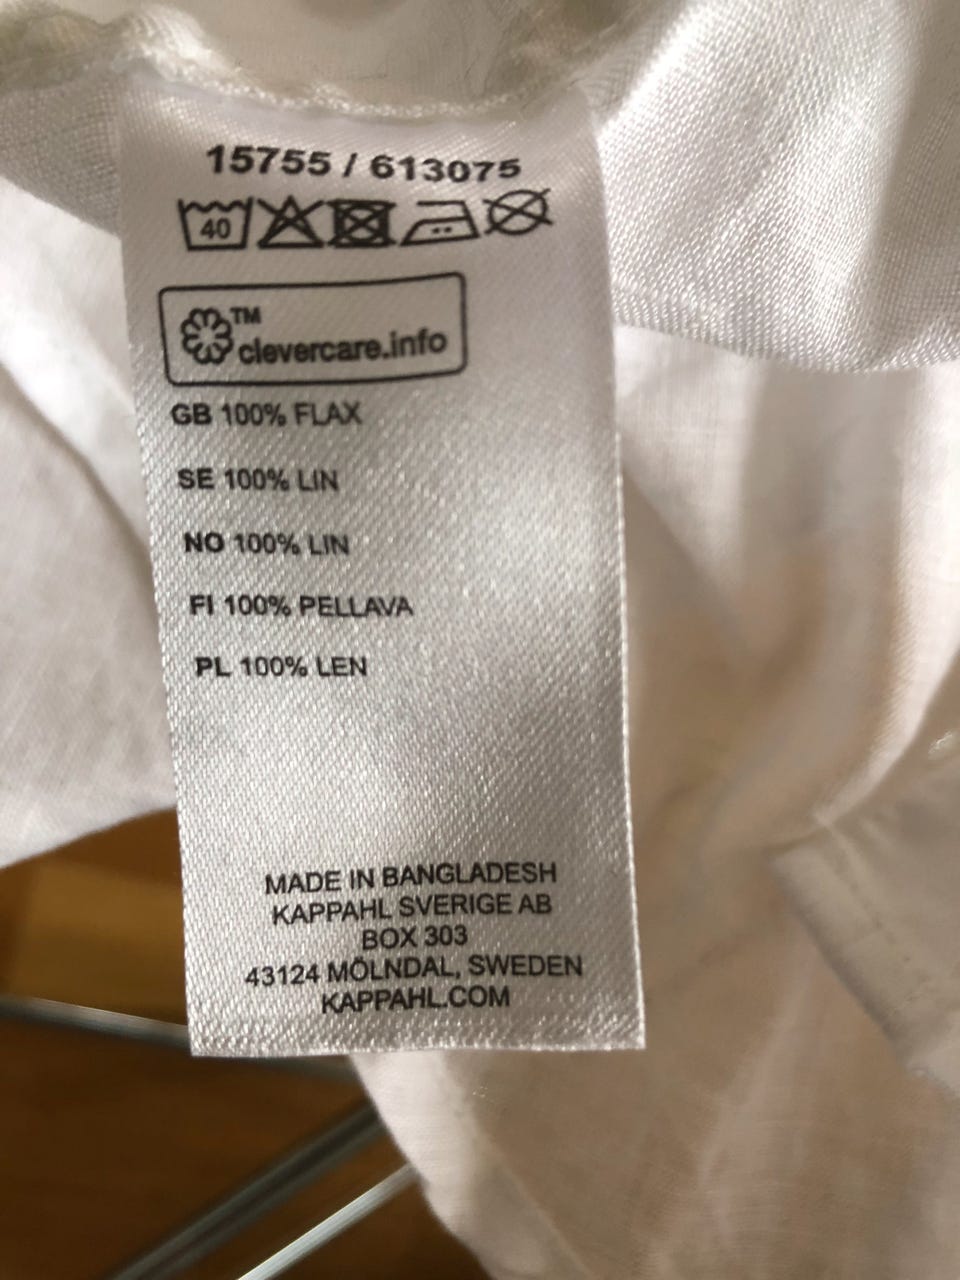 15755 / 613075
40
™
clevercare.info
GB 100% FLAX
SE 100% LIN
NO 100% LIN
FI 100% PELLAVA
PL 100% LEN
MADE IN BANGLADESH
KAPPAHL SVERIGE AB
BOX 303
43124 MÖLNDAL, SWEDEN
KAPPAHL.COM